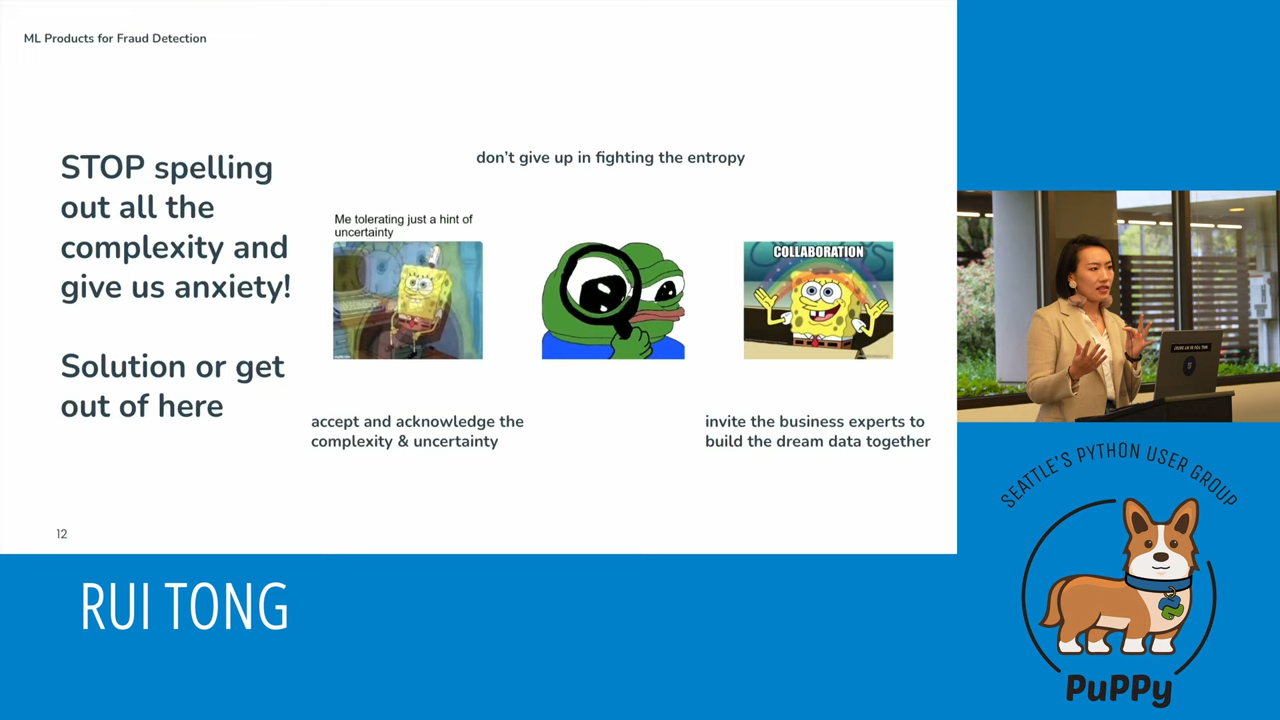 ML Products for Fraud Detection
STOP spelling
out all the
complexity and
give us anxiety!
Solution or get
out of here
don't give up in fighting the entropy
Me tolerating just a hint of
uncertainty
COLLABORATION
accept and acknowledge the
complexity & uncertainty
invite the business experts to
build the dream data together
12
RUI TONG
SEATTLE'S PYTHON USER GROUP
PuPPy